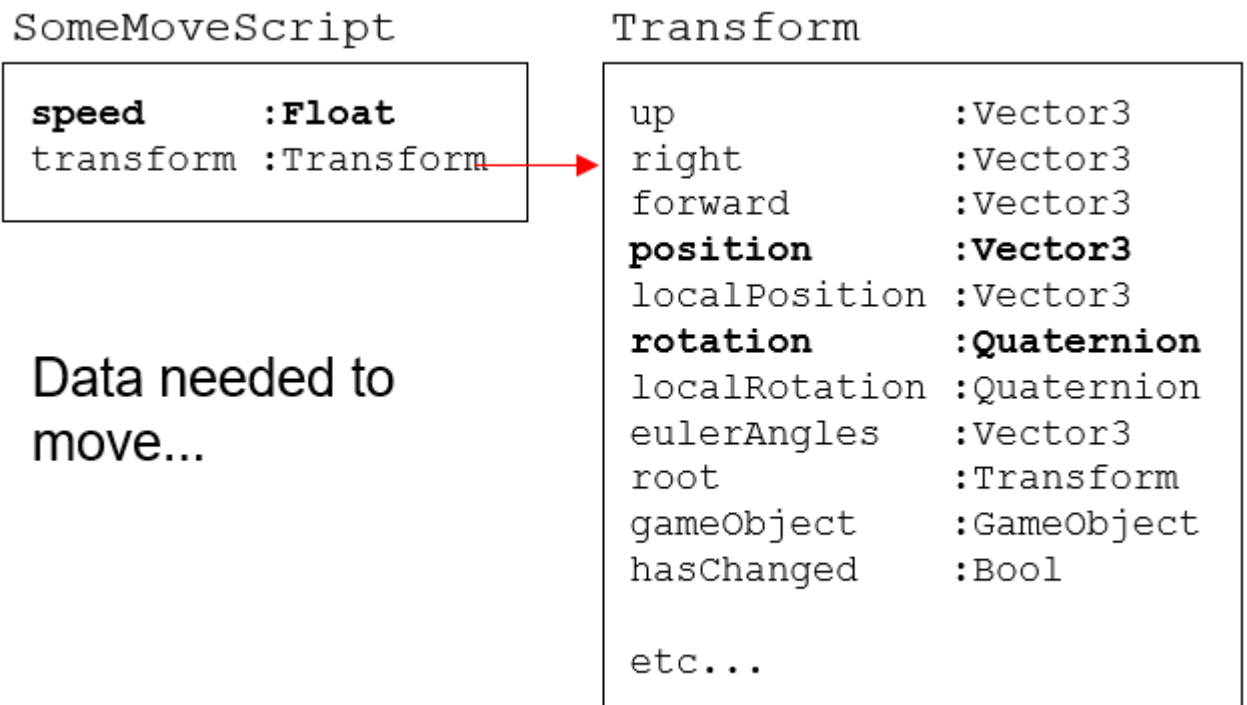 SomeMoveScript
speed :Float
transform :Transform
Data needed to
move...
Transform
up :Vector3
right :Vector3
forward :Vector3
position :Vector3
localPosition :Vector3
rotation :Quaternion
localRotation :Quaternion
eulerAngles :Vector3
root :Transform
gameObject :GameObject
hasChanged :Bool
etc...